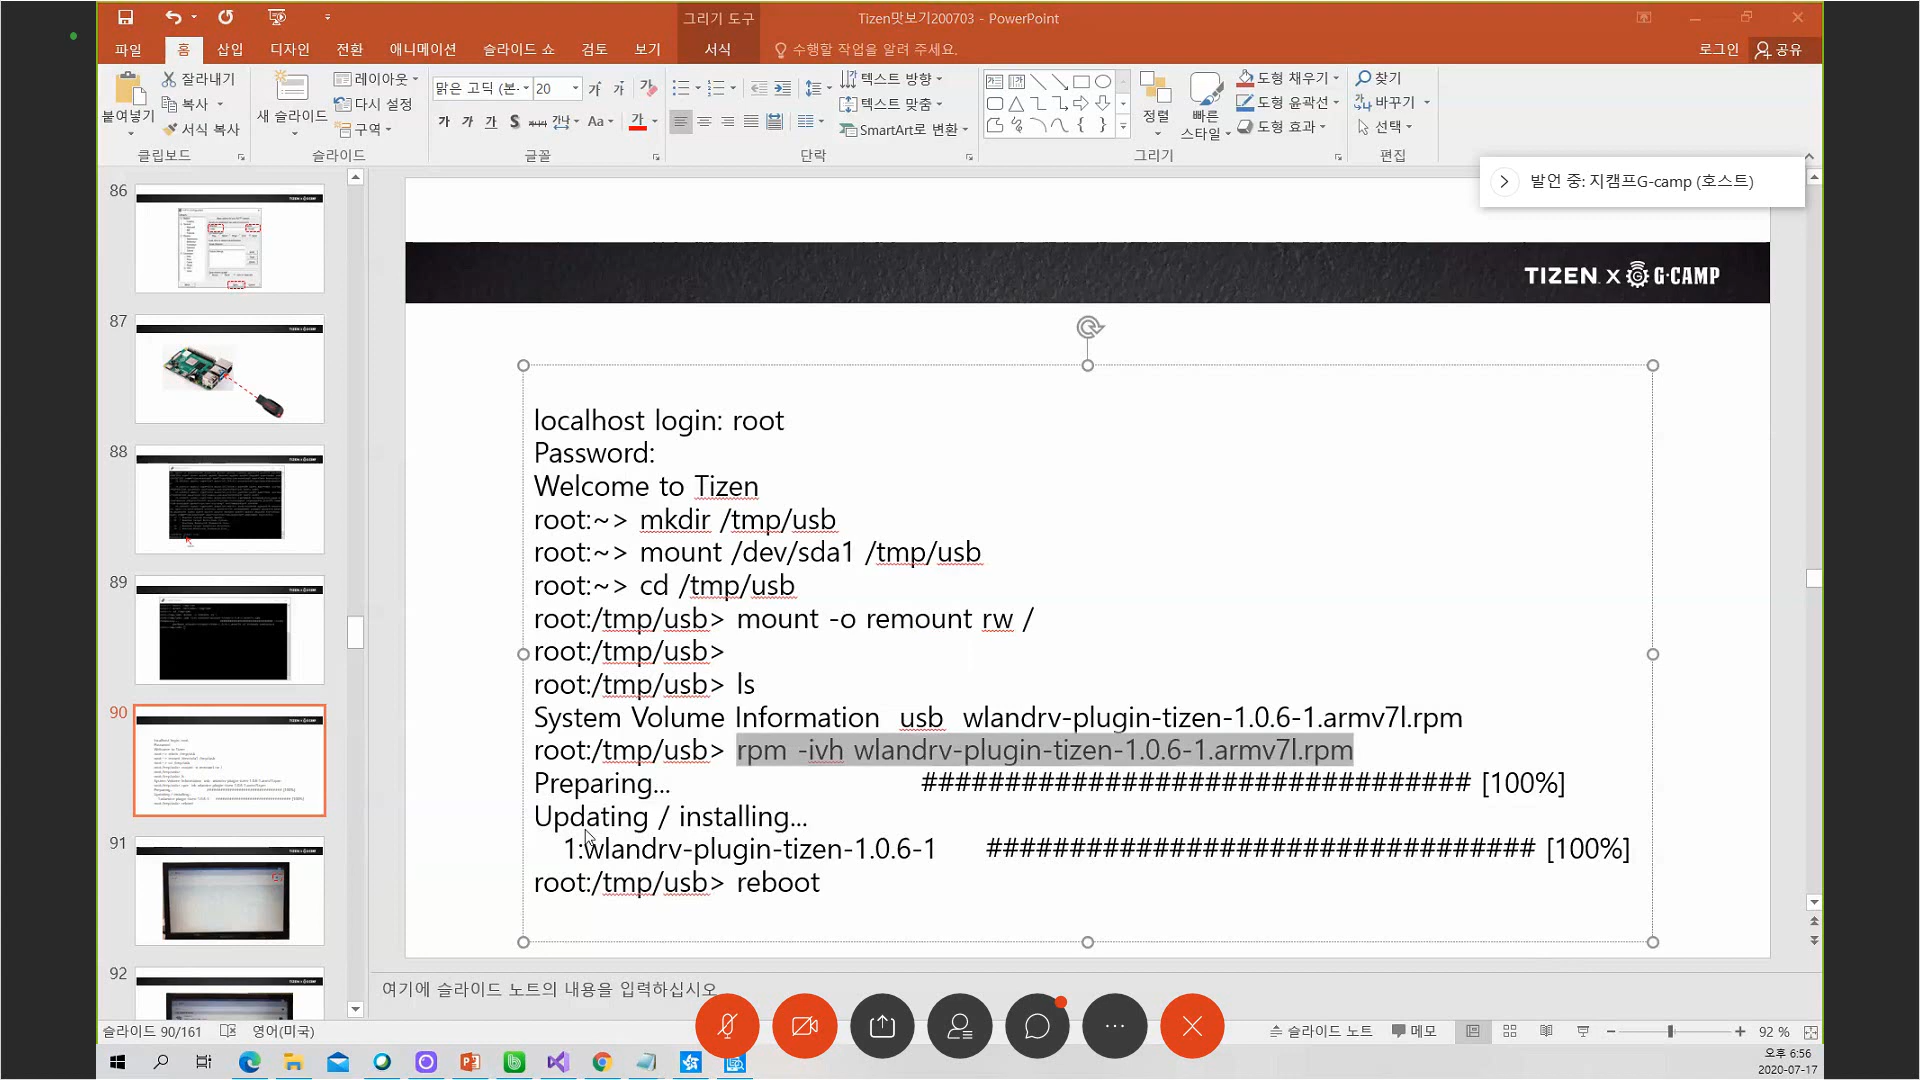 그리기 도구
Tizen맛보기200703 - PowerPoint
파일
홈
삽입
디자인
전환
애니메이션
슬라이드 쇼
검토
보기
서식
수행할 작업을 알려 주세요.
로그인
공유
붙여넣기
잘라내기
복사
서식 복사
클립보드
새 슬라이드
레이아웃
다시 설정
구역
슬라이드
맑은 고딕 (본-
20
글꼴
텍스트 방향
텍스트 맞춤
SmartArt로 변환
단락
정렬
빠른 스타일
도형 채우기
도형 윤곽선
도형 효과
그리기
찾기
바꾸기
선택
편집
발언 중: 지캠프G-camp (호스트)
86
87
88
89
90
91
92
TIZEN X G·CAMP
localhost login: root
Password:
Welcome to Tizen
root:~> mkdir /tmp/usb
root:~> mount /dev/sda1 /tmp/usb
root:~> cd /tmp/usb
root:/tmp/usb> mount -o remount rw /
root:/tmp/usb>
root:/tmp/usb> ls
System Volume Information usb wlandrv-plugin-tizen-1.0.6-1.armv7l.rpm
root:/tmp/usb> rpm -ivh wlandrv-plugin-tizen-1.0.6-1.armv7l.rpm
Preparing... ################################# [100%]
Updating / installing...
1:wlandrv-plugin-tizen-1.0.6-1 ################################# [100%]
root:/tmp/usb> reboot
여기에 슬라이드 노트의 내용을 입력하십시오
슬라이드 90/161
영어(미국)
슬라이드 노트
메모
92 %
오후 6:56
2020-07-17